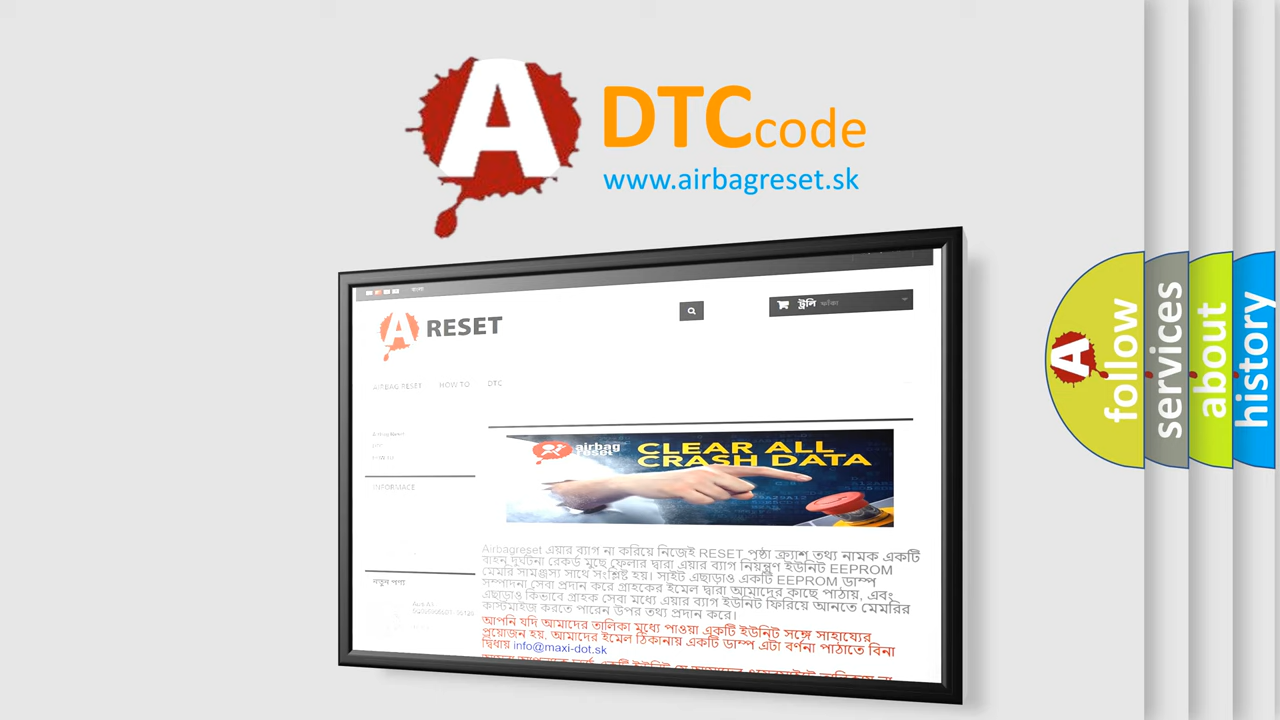 A
DTC code
www.airbagreset.sk
বাংলা
A RESET
ট্রলি খালি
AIRBAG RESET HOW TO DTC
INFORMACE
নতুন পণ্য
airbag
reset
CLEAR ALL
CRASH DATA
Airbagreset এয়ার ব্যাগ না করিয়ে নিজেই RESET পৃষ্ঠা ক্র্যাশ তথ্য নামক একটি
বাহন দুর্ঘটনা রেকর্ড মুছে ফেলার দ্বারা এয়ার ব্যাগ নিয়ন্ত্রণ ইউনিট EEPROM
মেমরি সামঞ্জস্য সাথে সংশ্লিষ্ট হয়। সাইট এছাড়াও একটি EEPROM ডাম্প
সম্পাদনা সেবা প্রদান করে গ্রাহকের ইমেল দ্বারা আমাদের কাছে পাঠায়, এবং
এছাড়াও কিভাবে গ্রাহক সেবা মধ্যে এয়ার ব্যাগ ইউনিট ফিরিয়ে আনতে মেমরির
কাস্টমাইজ করতে পারেন উপর তথ্য প্রদান করে।
আপনি যদি আমাদের তালিকা মধ্যে পাওয়া একটি ইউনিট সঙ্গে সাহায্যের
প্রয়োজন হয়, আমাদের ইমেল ঠিকানায় একটি ডাম্প এটা বর্ণনা পাঠাতে বিনা
দ্বিধায় info@maxi-dot.sk
A
follow
services
about
history